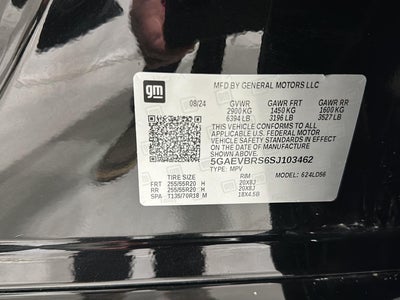 gm
MFD BY GENERAL MOTORS LLC
08/24 GVWR GAWR FRT GAWR RR
2900 KG 1450 KG 1600 KG
6394 LB 3196 LB 3527 LB
THIS VEHICLE CONFORMS TO ALL
APPLICABLE U.S. FEDERAL MOTOR
VEHICLE SAFETY STANDARDS IN EFFECT
ON THE DATE OF MANUFACTURE SHOWN ABOVE.
5GAEVBRS6SJ103462
TYPE: MPV MODEL: 624LD56
TIRE SIZE RIM
FRT 255/55R20 H 20X8J
RR 255/55R20 H 20X8J
SPA T135/70R18 M 18X4.5B